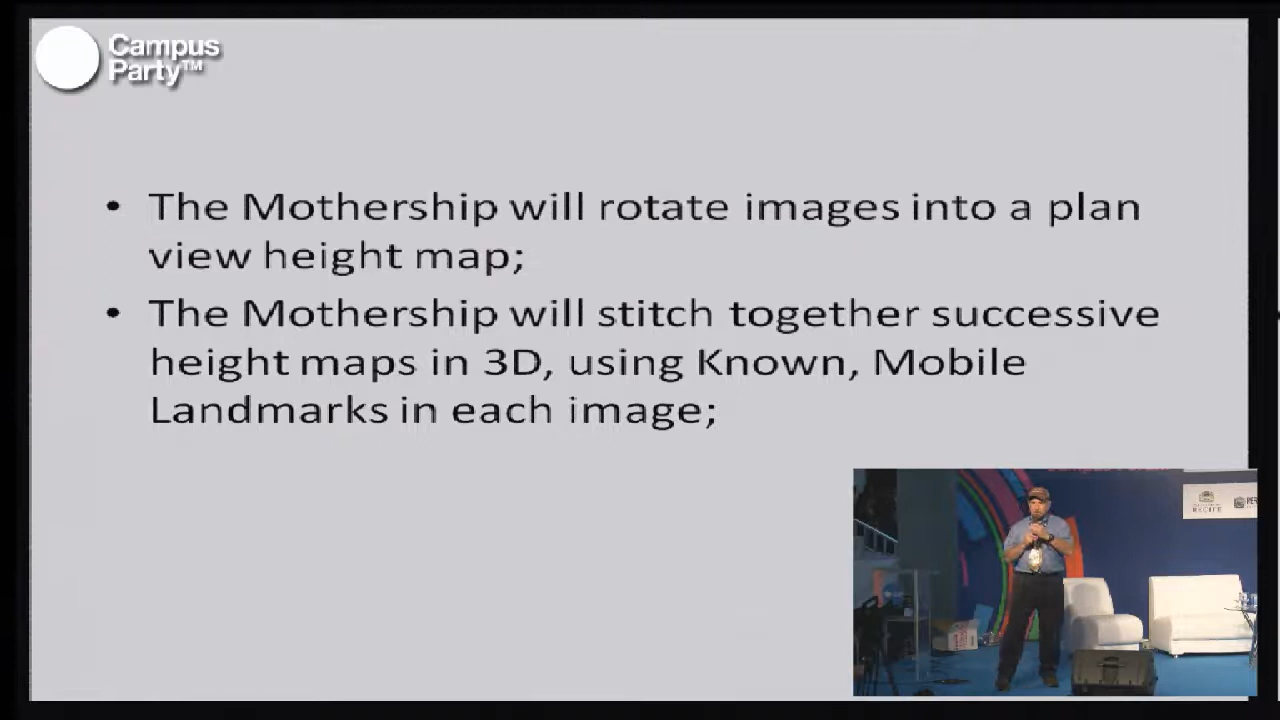 Campus
Party™
• The Mothership will rotate images into a plan
view height map;
• The Mothership will stitch together successive
height maps in 3D, using Known, Mobile
Landmarks in each image;
RECIFE